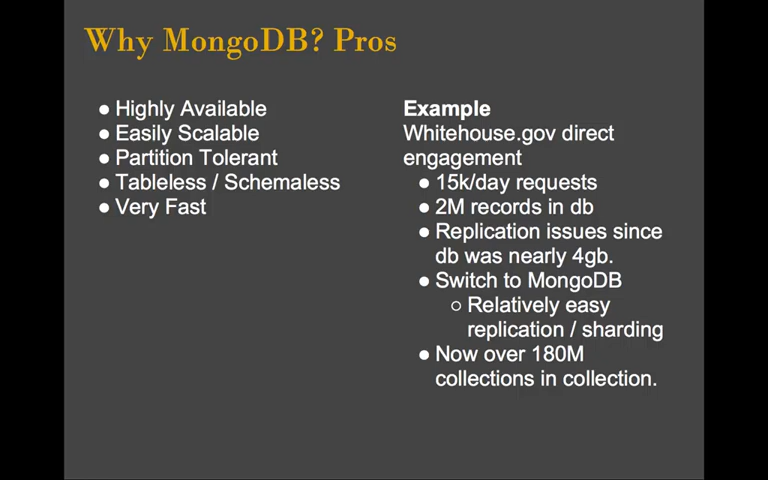 Why MongoDB? Pros
● Highly Available
● Easily Scalable
● Partition Tolerant
● Tableless / Schemaless
● Very Fast
Example
Whitehouse.gov direct
engagement
● 15k/day requests
● 2M records in db
● Replication issues since
db was nearly 4gb.
● Switch to MongoDB
○ Relatively easy
replication / sharding
● Now over 180M
collections in collection.